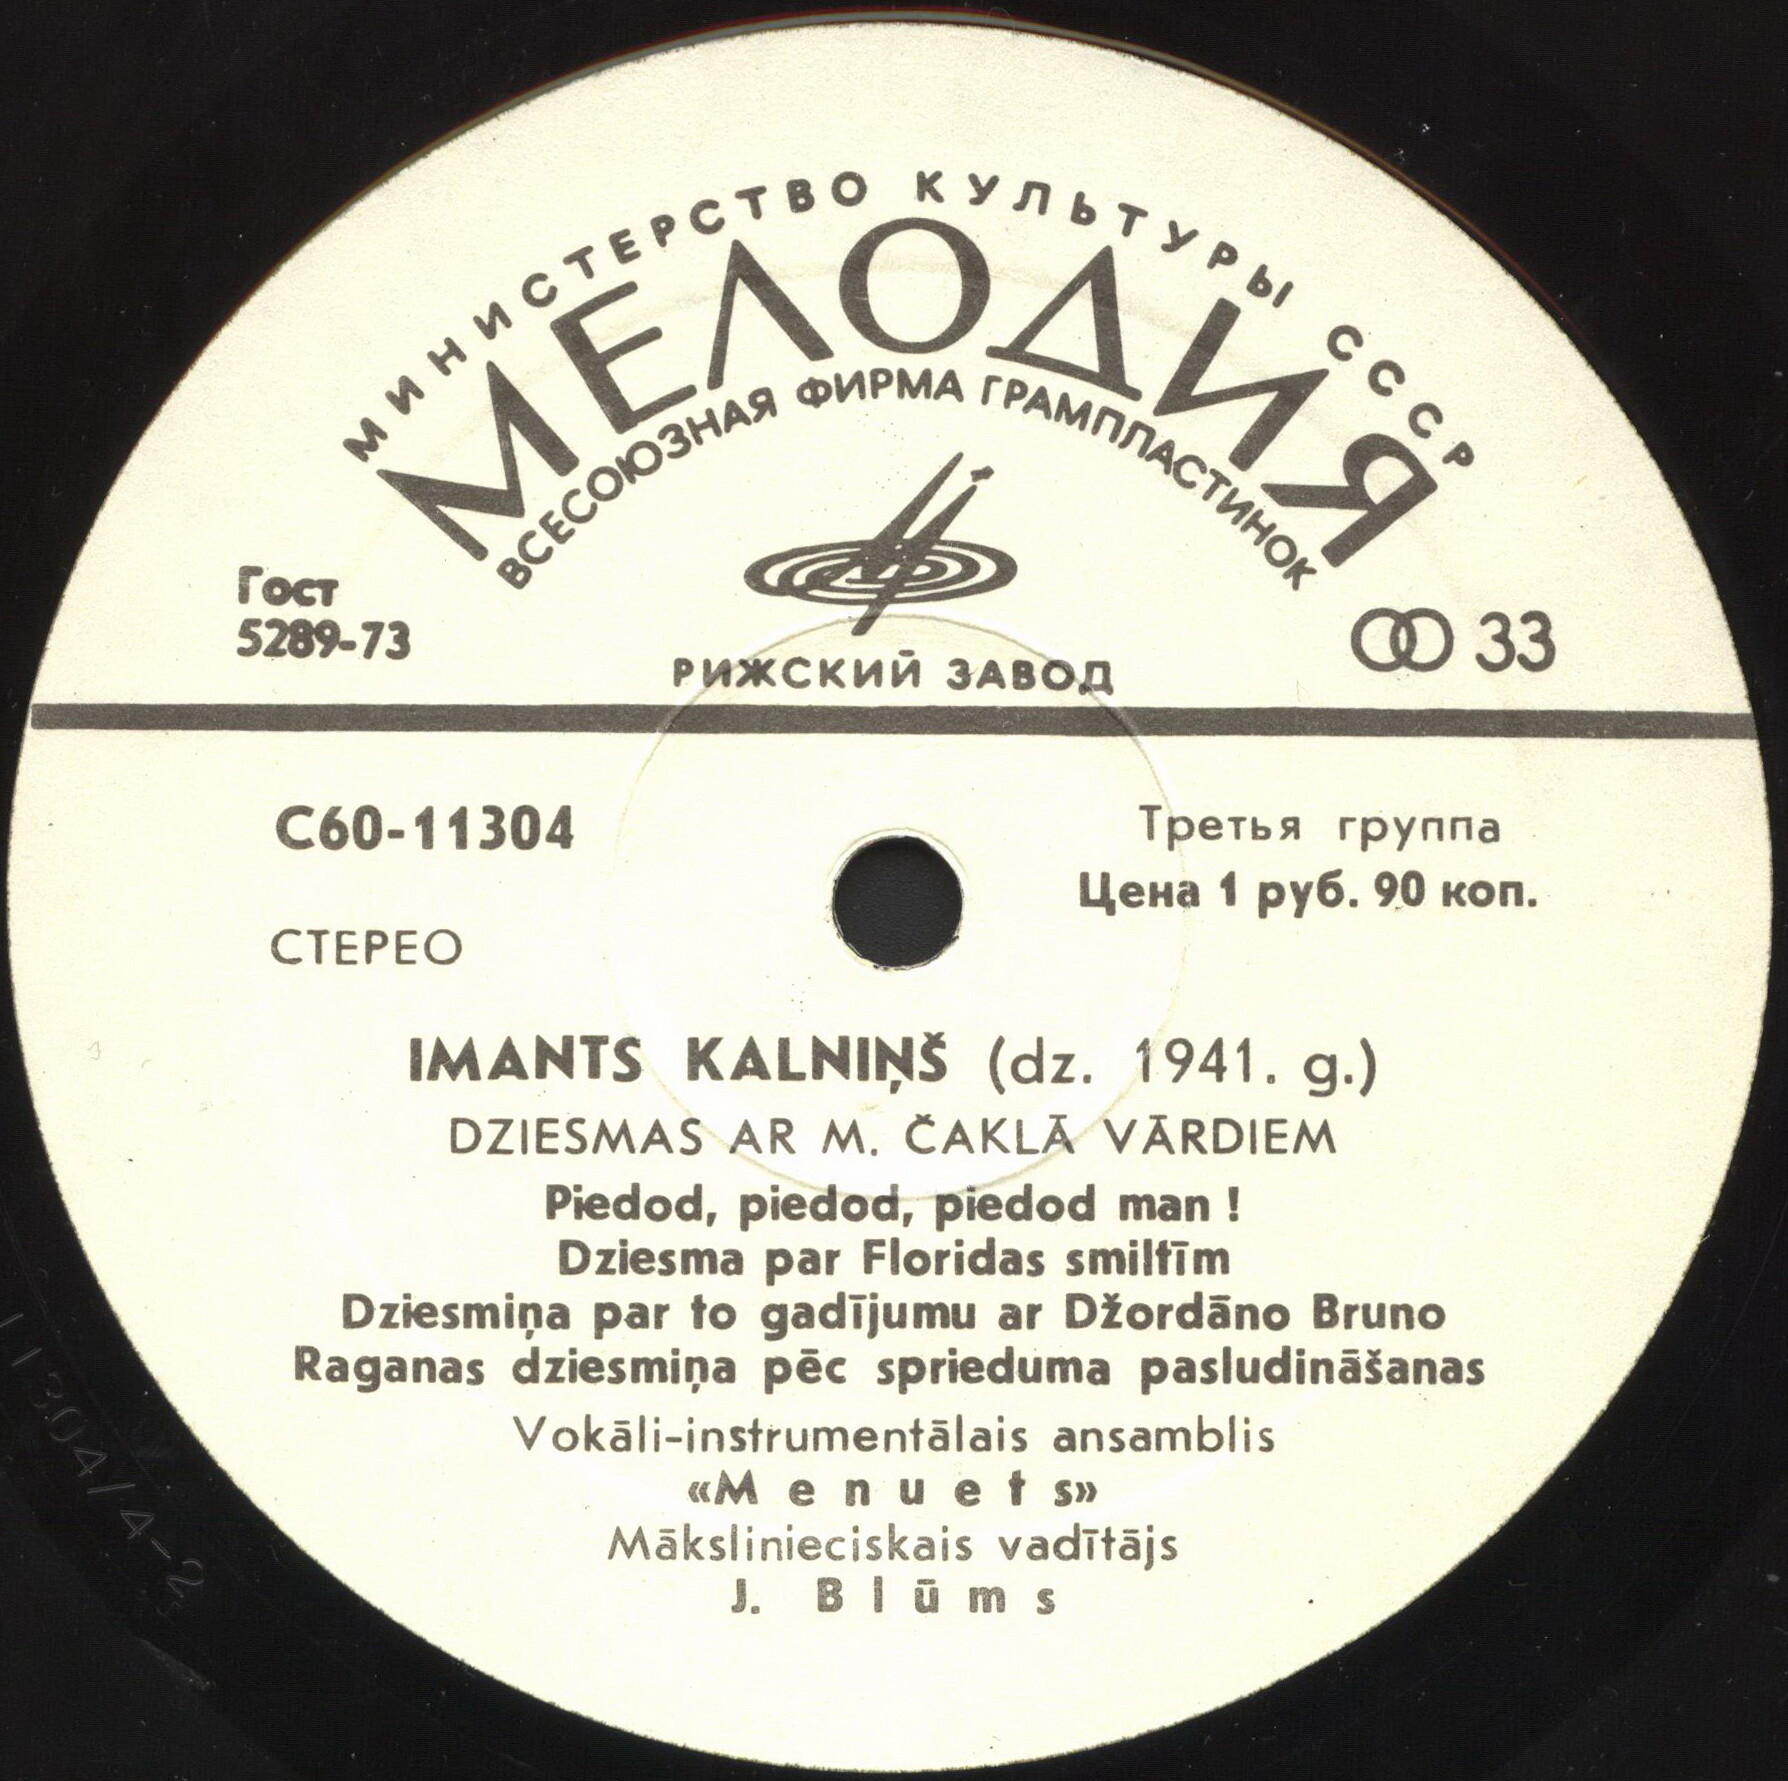 МИНИСТЕРСТВО КУЛЬТУРЫ СССР
МЕЛОДИЯ
ВСЕСОЮЗНАЯ ФИРМА ГРАМПЛАСТИНОК
Гост
5289-73
33
РИЖСКИЙ ЗАВОД
С60-11304
Третья группа
Цена 1 руб. 90 коп.
СТЕРЕО
IMANTS KALNIŅŠ (dz. 1941. g.)
DZIESMAS AR M. ČAKLĀ VĀRDIEM
Piedod, piedod, piedod man !
Dziesma par Floridas smiltīm
Dziesmiņa par to gadījumu ar Džordāno Bruno
Raganas dziesmiņa pēc sprieduma pasludināšanas
Vokāli-instrumentālais ansamblis
«Menuets»
Mākslinieciskais vadītājs
J. Blūms
11304/4-2